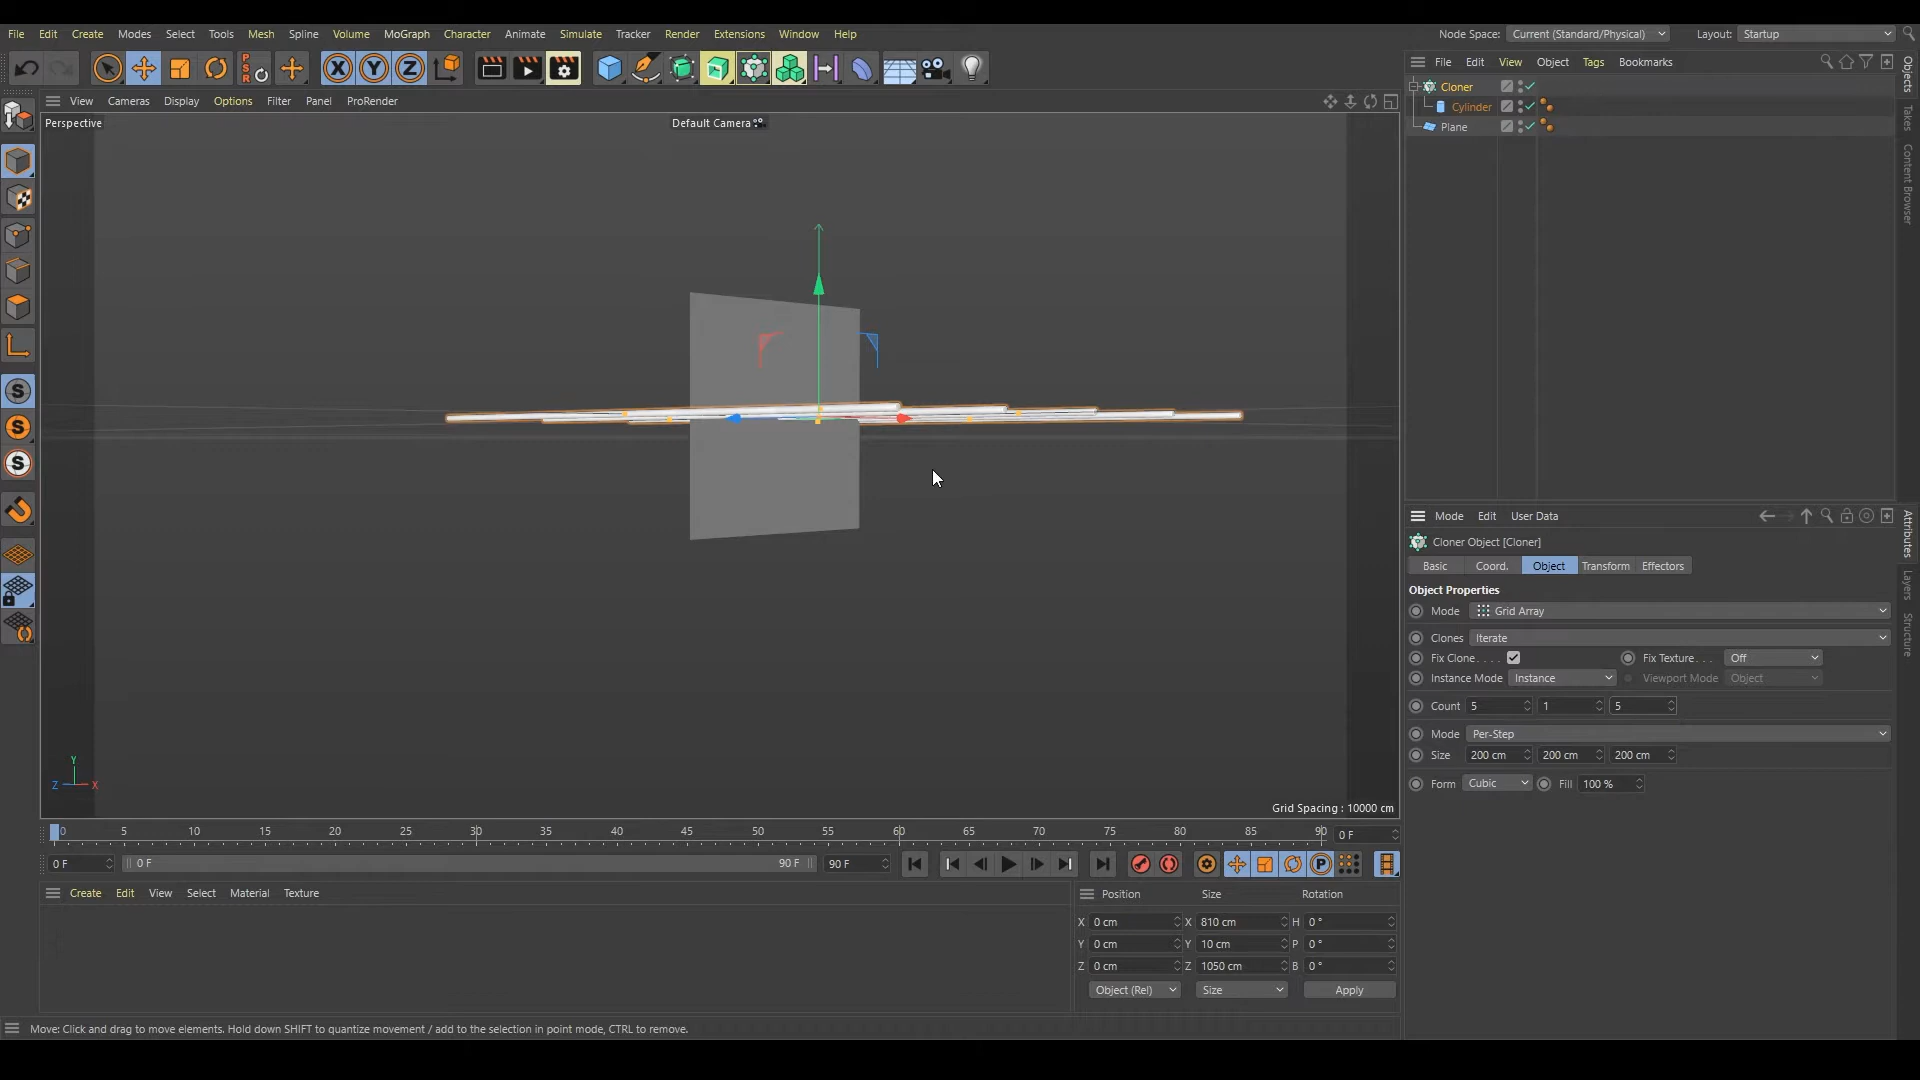 File Edit Create Modes Select Tools Mesh Spline Volume MoGraph Character Animate Simulate Tracker Render Extensions Window Help Node Space: Current (Standard/Physical) Layout: Startup
X Y Z
PSR
File Edit View Object Tags Bookmarks
View Cameras Display Options Filter Panel ProRender
Perspective
Default Camera
Cloner
Cylinder
Plane
Objects
Takes
Content Browser
S
S
S
Mode Edit User Data
Cloner Object [Cloner]
Basic Coord. Object Transform Effectors
Object Properties
Mode Grid Array
Clones Iterate
Fix Clone . . . . Fix Texture . . . Off
Instance Mode Instance Viewport Mode Object
Count 5 1 5
Mode Per-Step
Size 200 cm 200 cm 200 cm
Form Cubic Fill 100 %
Attributes
Layers
Structure
Y
Z X
Grid Spacing : 10000 cm
0 5 10 15 20 25 30 35 40 45 50 55 60 65 70 75 80 85 90 0 F
0 F 0 F 90 F 90 F P
Create Edit View Select Material Texture
Position Size Rotation
X 0 cm X 810 cm H 0 °
Y 0 cm Y 10 cm P 0 °
Z 0 cm Z 1050 cm B 0 °
Object (Rel) Size Apply
Move: Click and drag to move elements. Hold down SHIFT to quantize movement / add to the selection in point mode, CTRL to remove.